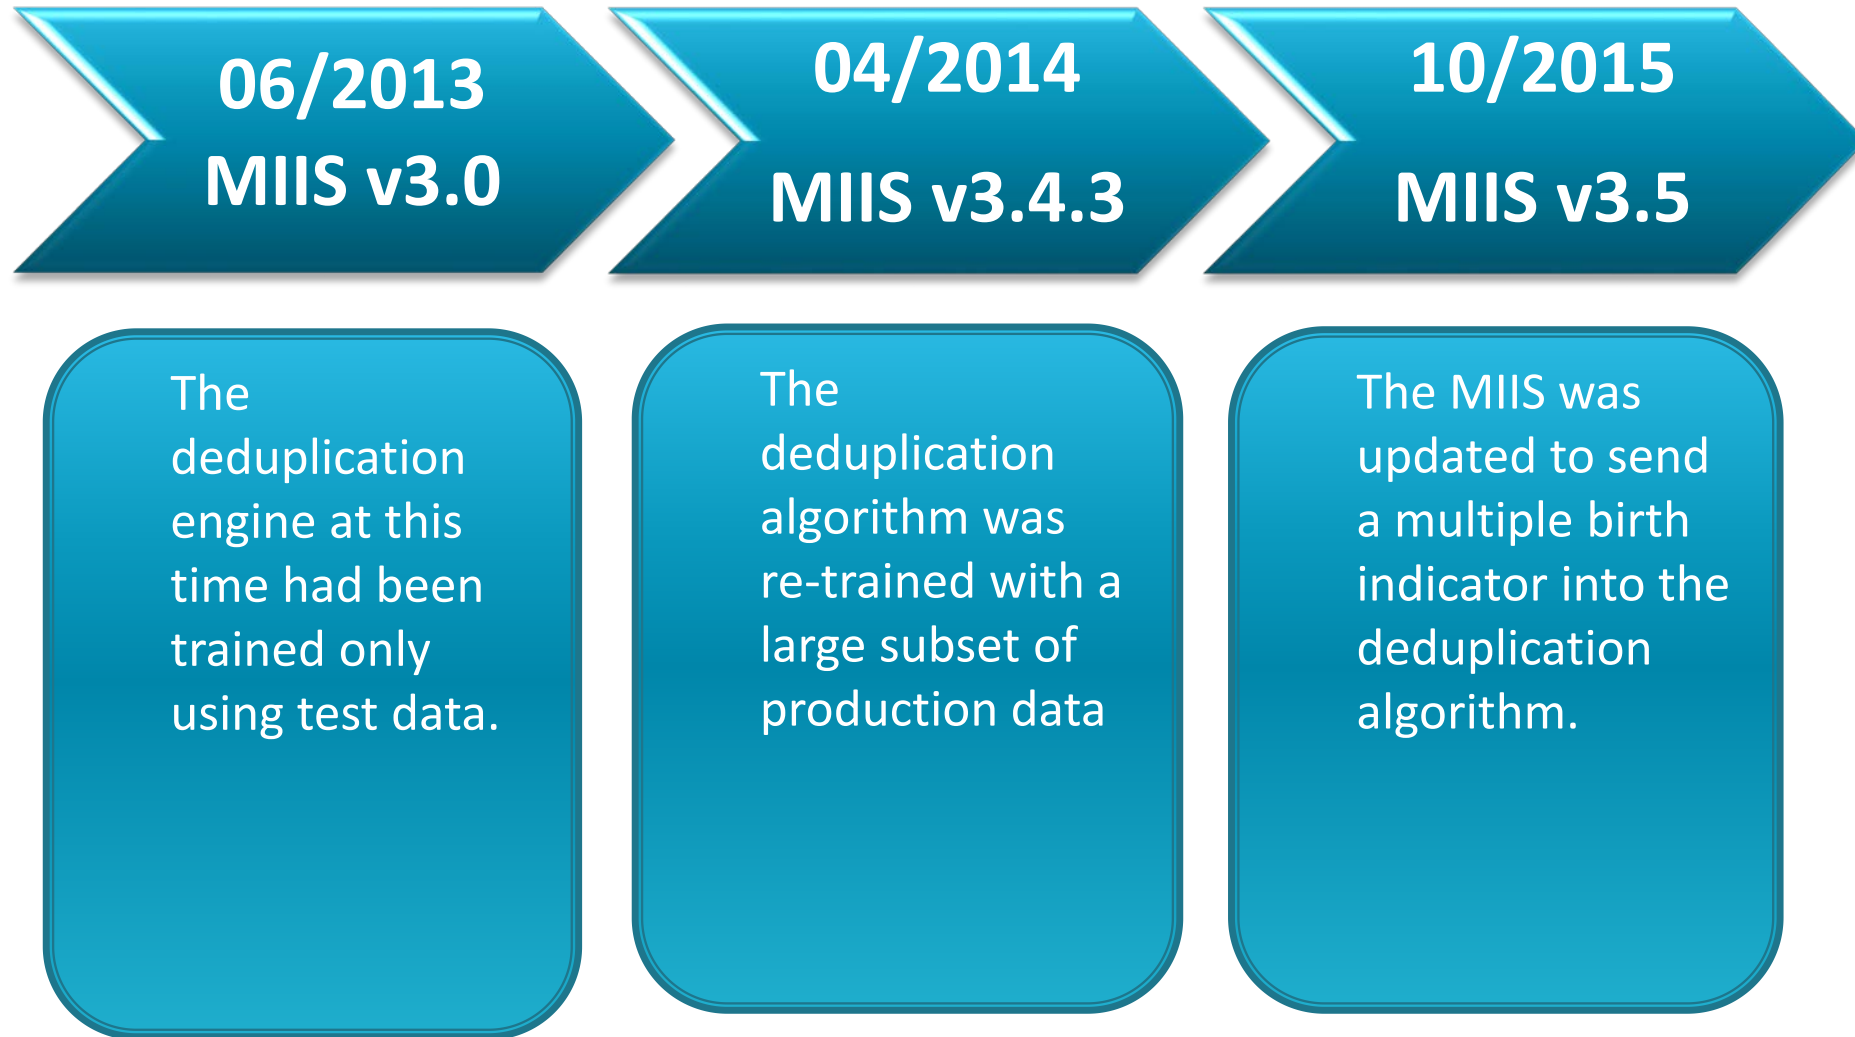 06/2013
MIIS v3.0
04/2014
MIIS v3.4.3
10/2015
MIIS v3.5
The
deduplication
engine at this
time had been
trained only
using test data.
The
deduplication
algorithm was
re-trained with a
large subset of
production data
The MIIS was
updated to send
a multiple birth
indicator into the
deduplication
algorithm.